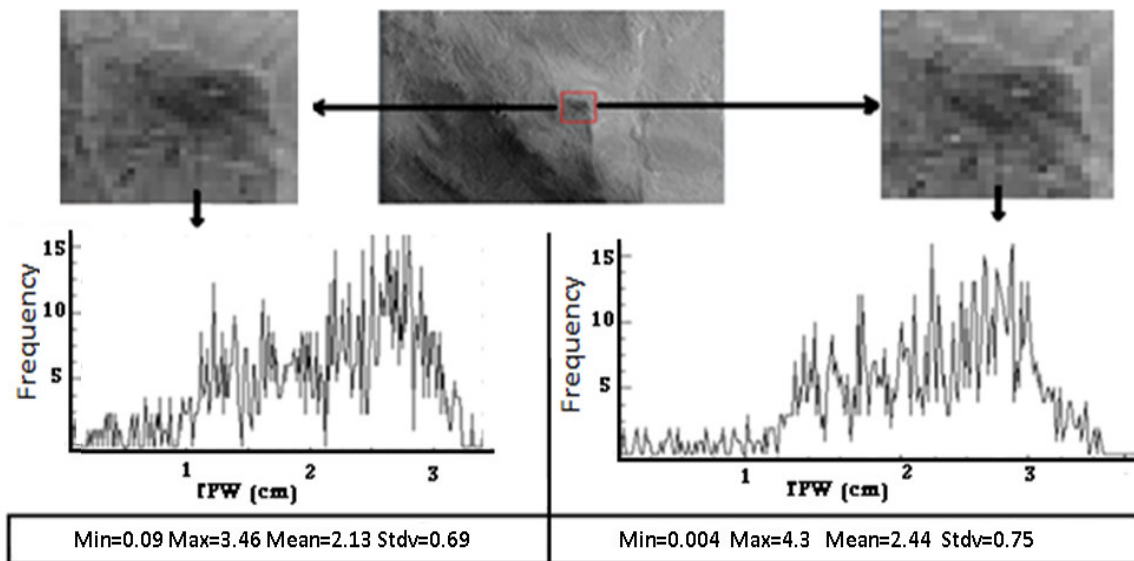 Frequency
15
10
5
1 2 3
TPW (cm)
Min=0.09 Max=3.46 Mean=2.13 Stdv=0.69
Frequency
15
10
5
1 2 3
TPW (cm)
Min=0.004 Max=4.3 Mean=2.44 Stdv=0.75